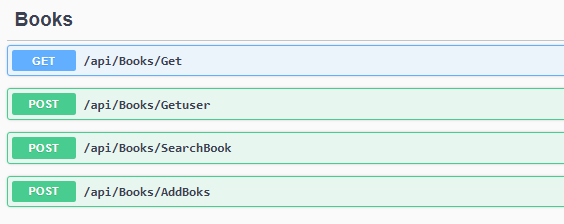 Books
GET /api/Books/Get
POST /api/Books/Getuser
POST /api/Books/SearchBook
POST /api/Books/AddBoks